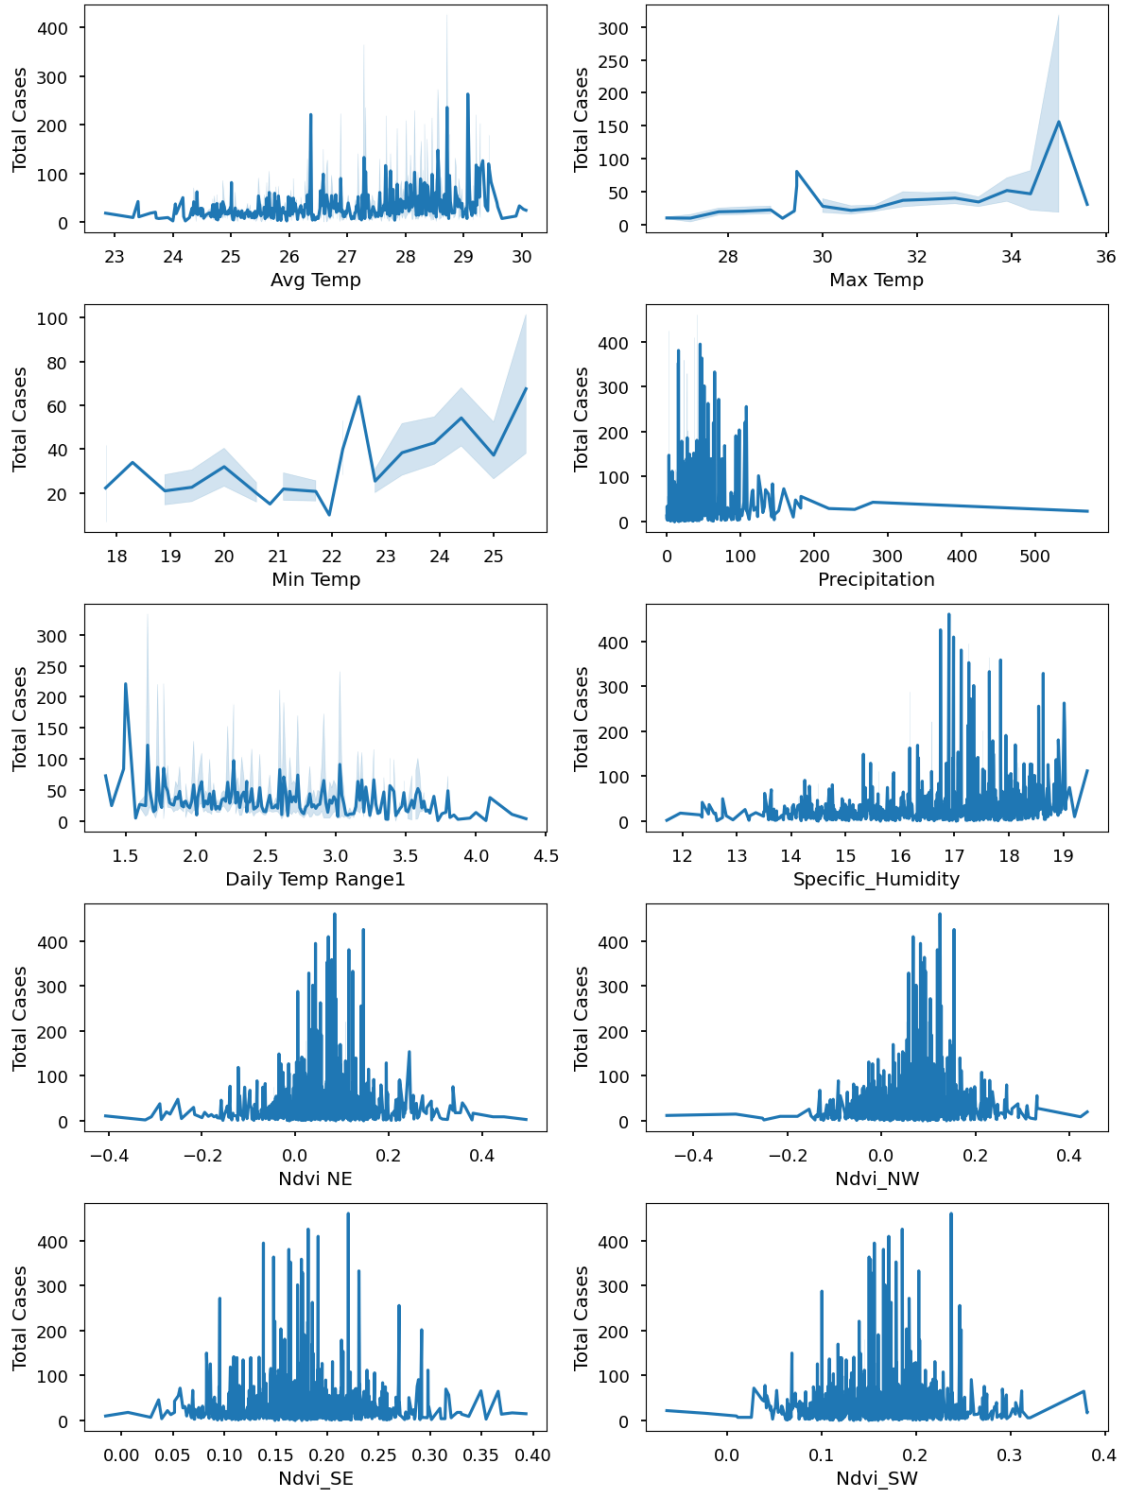 400
300
200
100
0
Total Cases
23 24 25 26 27 28 29 30
Avg Temp
300
250
200
150
100
50
0
Total Cases
28 30 32 34 36
Max Temp
100
80
60
40
20
Total Cases
18 19 20 21 22 23 24 25
Min Temp
400
300
200
100
0
Total Cases
0 100 200 300 400 500
Precipitation
300
250
200
150
100
50
0
Total Cases
1.5 2.0 2.5 3.0 3.5 4.0 4.5
Daily Temp Range1
400
300
200
100
0
Total Cases
12 13 14 15 16 17 18 19
Specific_Humidity
400
300
200
100
0
Total Cases
−0.4 −0.2 0.0 0.2 0.4
Ndvi NE
400
300
200
100
0
Total Cases
−0.4 −0.2 0.0 0.2 0.4
Ndvi_NW
400
300
200
100
0
Total Cases
0.00 0.05 0.10 0.15 0.20 0.25 0.30 0.35 0.40
Ndvi_SE
400
300
200
100
0
Total Cases
0.0 0.1 0.2 0.3 0.4
Ndvi_SW